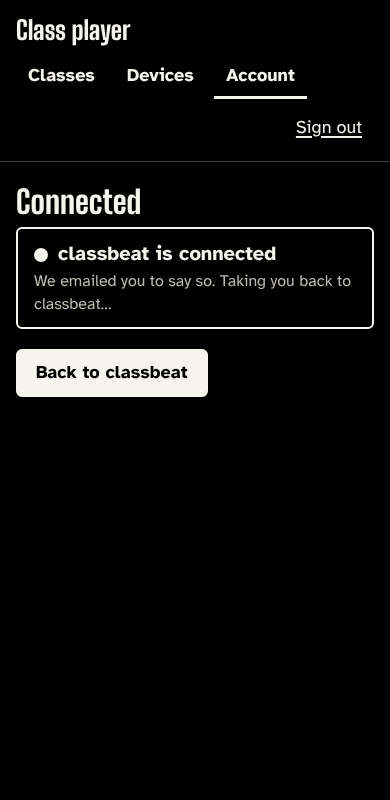 Class player
Classes Devices Account
Sign out
Connected
classbeat is connected
We emailed you to say so. Taking you back to
classbeat...
Back to classbeat